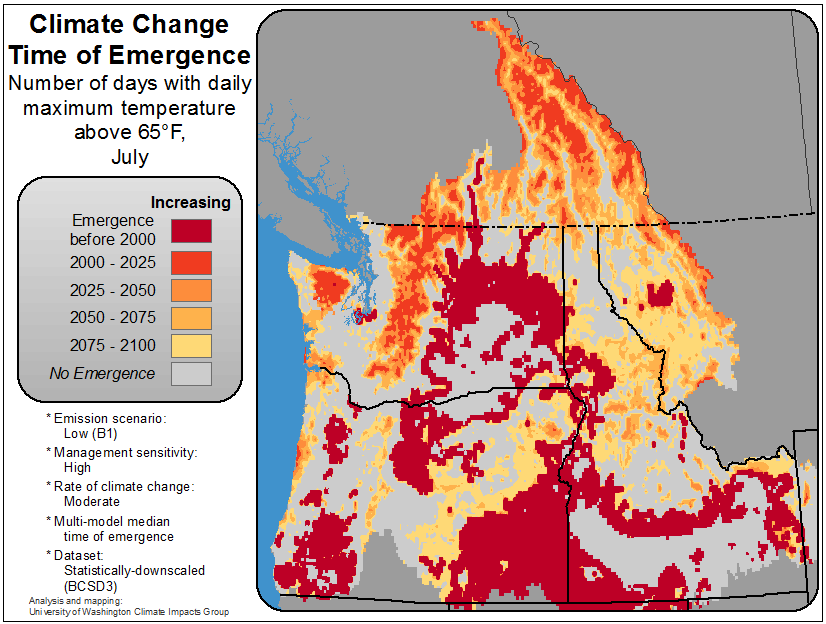 Climate Change
Time of Emergence
Number of days with daily
maximum temperature
above 65°F,
July
Increasing
Emergence
before 2000
2000 - 2025
2025 - 2050
2050 - 2075
2075 - 2100
No Emergence
* Emission scenario:
Low (B1)
* Management sensitivity:
High
* Rate of climate change:
Moderate
* Multi-model median
time of emergence
* Dataset:
Statistically-downscaled
(BCSD3)
Analysis and mapping:
University of Washington Climate Impacts Group